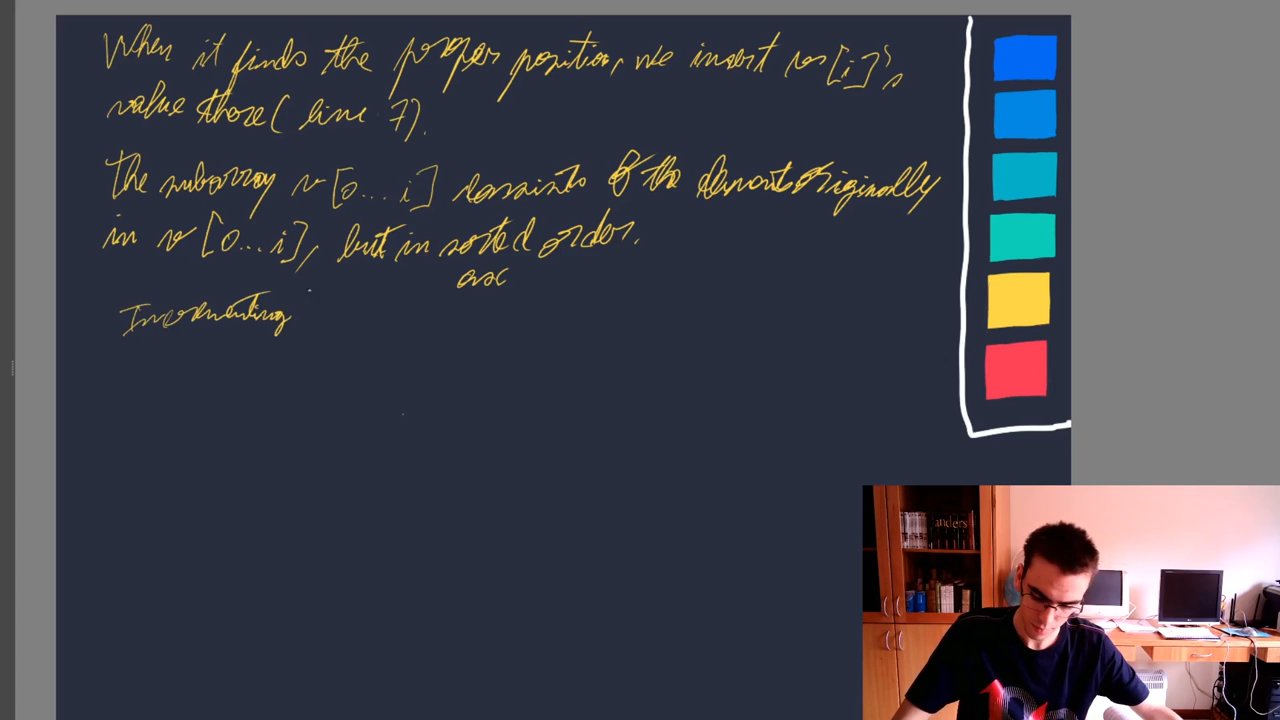 When it finds the proper position, we insert v[i]'s
value there( line 7).
The subarray v[0...i] consists of the elements originally
in v[0...i], but in sorted order.
asc
Incrementing
anders